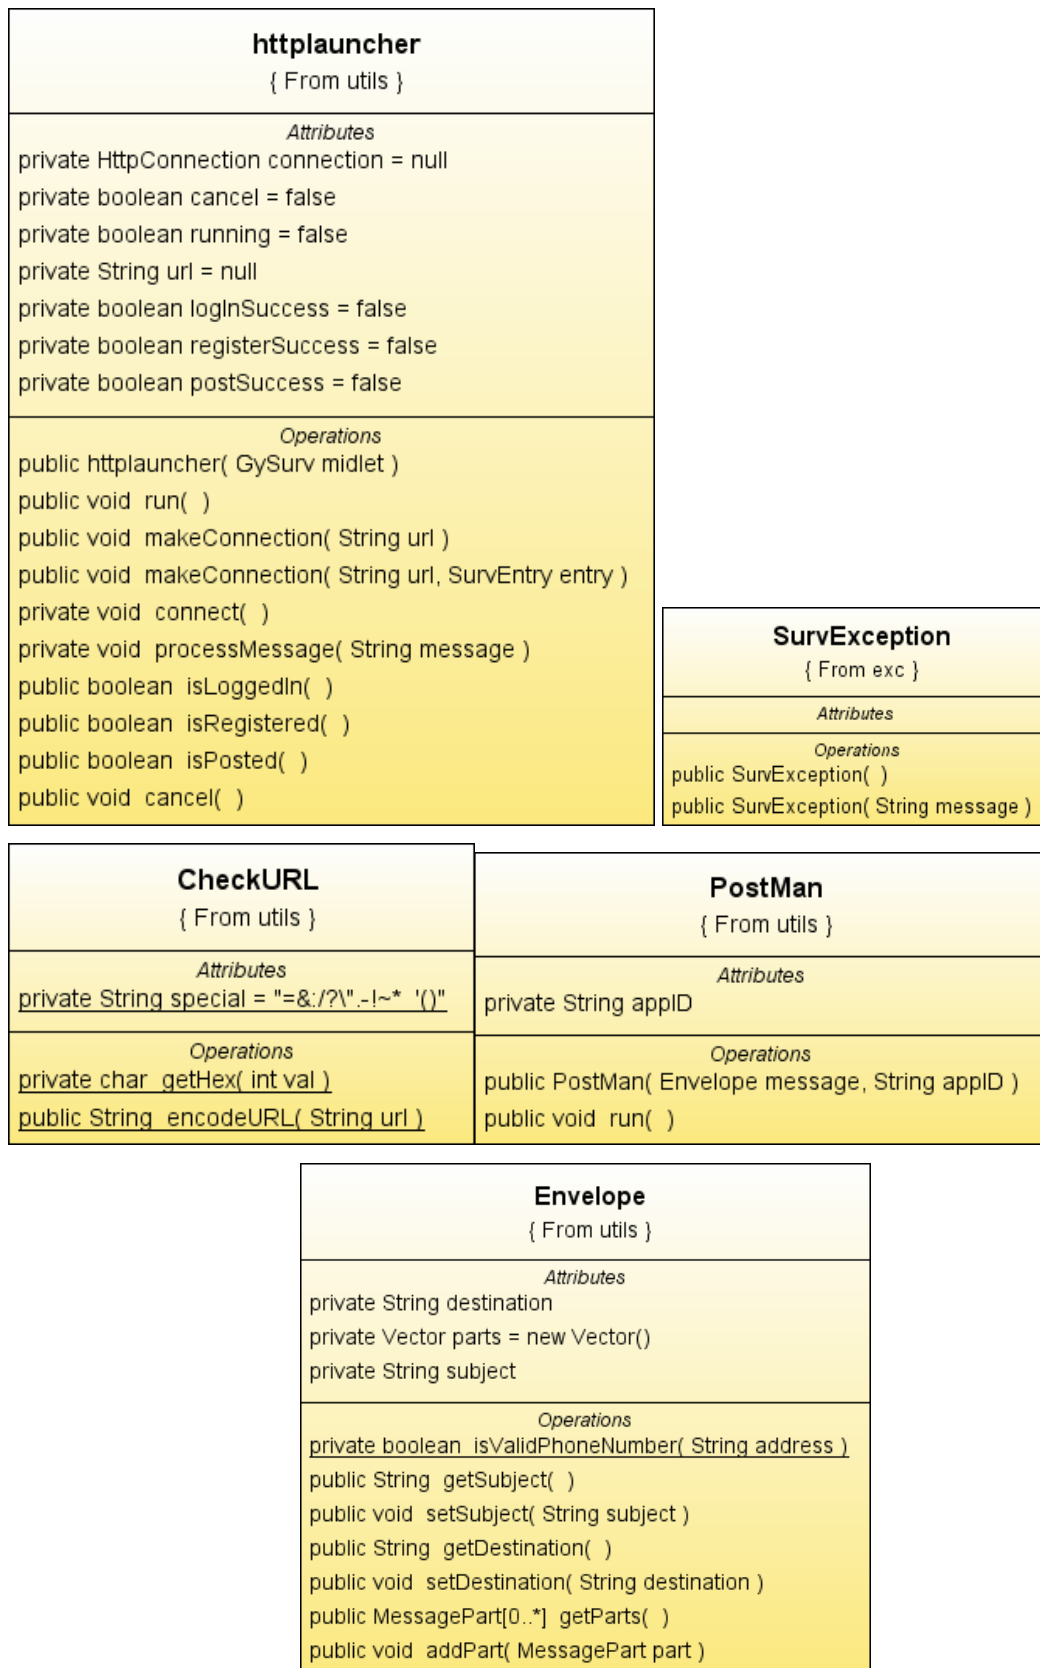 httplauncher
{ From utils }
Attributes
private HttpConnection connection = null
private boolean cancel = false
private boolean running = false
private String url = null
private boolean logInSuccess = false
private boolean registerSuccess = false
private boolean postSuccess = false
Operations
public httplauncher( GySurv midlet )
public void run( )
public void makeConnection( String url )
public void makeConnection( String url, SurvEntry entry )
private void connect( )
private void processMessage( String message )
public boolean isLoggedIn( )
public boolean isRegistered( )
public boolean isPosted( )
public void cancel( )
SurvException
{ From exc }
Attributes
Operations
public SurvException( )
public SurvException( String message )
CheckURL
{ From utils }
Attributes
private String special = "=&:/?\".-!~*_'()"
Operations
private char getHex( int val )
public String encodeURL( String url )
PostMan
{ From utils }
Attributes
private String appID
Operations
public PostMan( Envelope message, String appID )
public void run( )
Envelope
{ From utils }
Attributes
private String destination
private Vector parts = new Vector()
private String subject
Operations
private boolean isValidPhoneNumber( String address )
public String getSubject( )
public void setSubject( String subject )
public String getDestination( )
public void setDestination( String destination )
public MessagePart[0..*] getParts( )
public void addPart( MessagePart part )